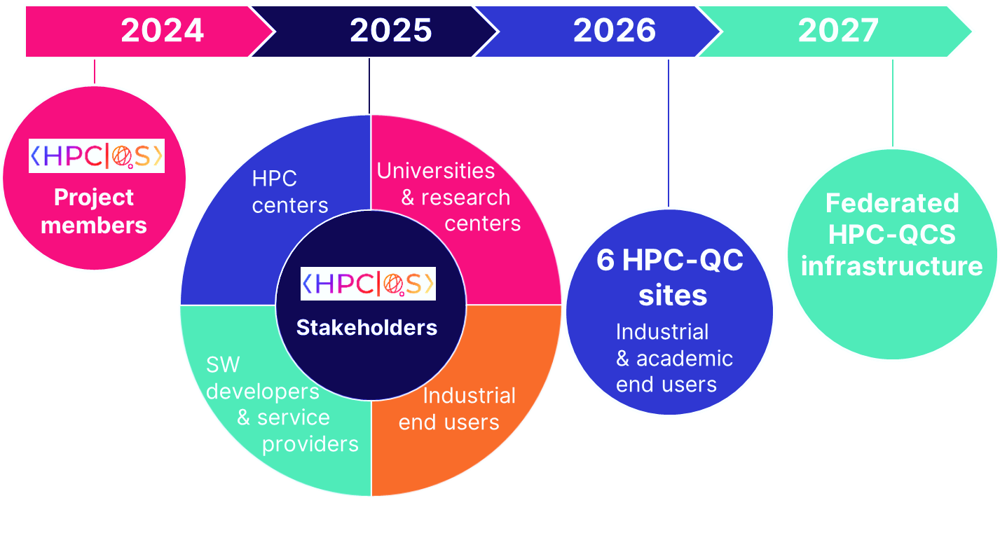 2024
2025
2026
2027
<HPC|QS>
Project
members
HPC
centers
Universities
& research
centers
<HPC|QS>
Stakeholders
SW
developers
& service
providers
Industrial
end users
6 HPC-QC
sites
Industrial
& academic
end users
Federated
HPC-QCS
infrastructure